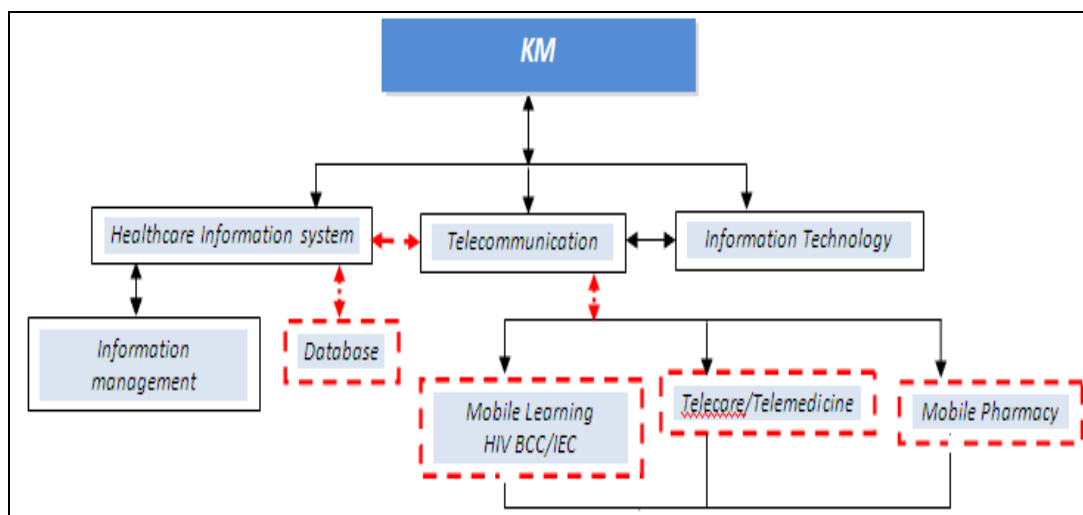 KM
Healthcare Information system
Telecommunication
Information Technology
Information
management
Database
Mobile Learning
HIV BCC/IEC
Telecare/Telemedicine
Mobile Pharmacy